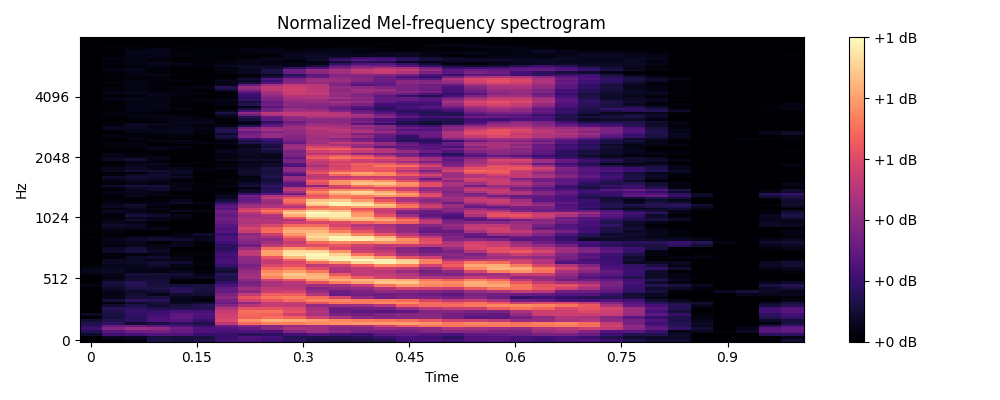 Normalized Mel-frequency spectrogram
+1 dB
+1 dB
+1 dB
+0 dB
+0 dB
+0 dB
4096
2048
1024
512
0
Hz
0 0.15 0.3 0.45 0.6 0.75 0.9
Time